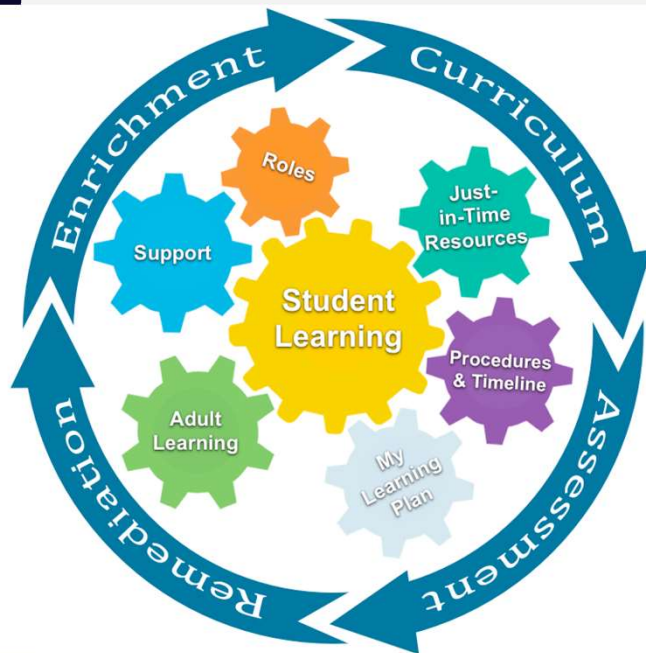 Enrichment
Curriculum
Assessment
Remediation
Roles
Just-
in-Time
Resources
Support
Student
Learning
Procedures
& Timeline
Adult
Learning
My
Learning
Plan